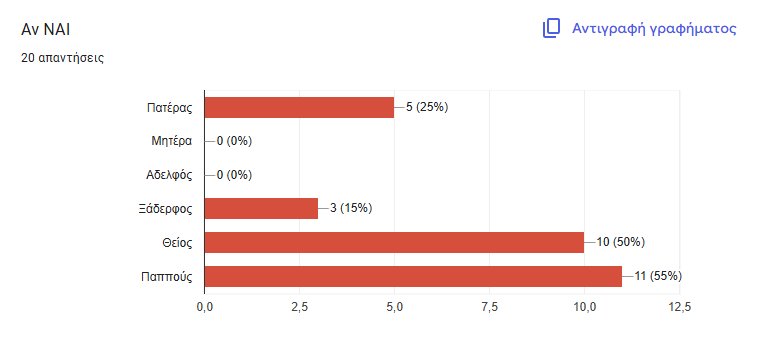 Αν ΝΑΙ
Αντιγραφή γραφήματος
20 απαντήσεις
Πατέρας 5 (25%)
Μητέρα 0 (0%)
Αδελφός 0 (0%)
Ξάδερφος 3 (15%)
Θείος 10 (50%)
Παππούς 11 (55%)
0,0 2,5 5,0 7,5 10,0 12,5